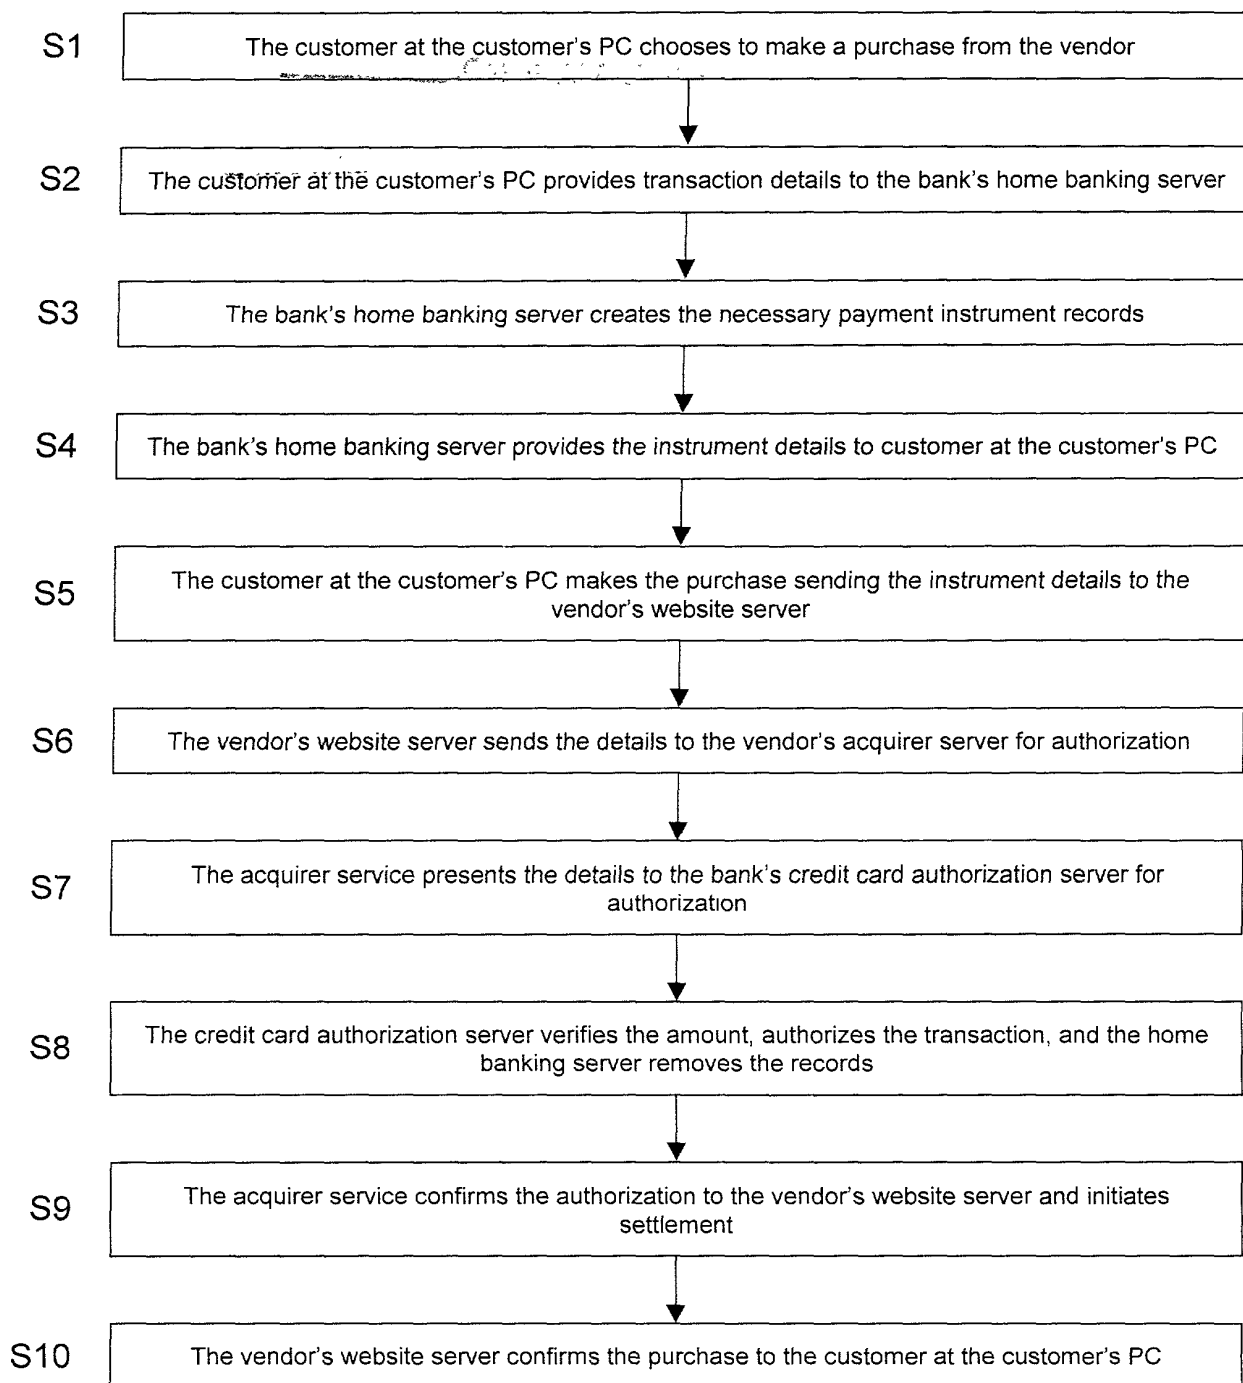 S1
The customer at the customer's PC chooses to make a purchase from the vendor
S2
The customer at the customer's PC provides transaction details to the bank's home banking server
S3
The bank's home banking server creates the necessary payment instrument records
S4
The bank's home banking server provides the instrument details to customer at the customer's PC
S5
The customer at the customer's PC makes the purchase sending the instrument details to the
vendor's website server
S6
The vendor's website server sends the details to the vendor's acquirer server for authorization
S7
The acquirer service presents the details to the bank's credit card authorization server for
authorization
S8
The credit card authorization server verifies the amount, authorizes the transaction, and the home
banking server removes the records
S9
The acquirer service confirms the authorization to the vendor's website server and initiates
settlement
S10
The vendor's website server confirms the purchase to the customer at the customer's PC